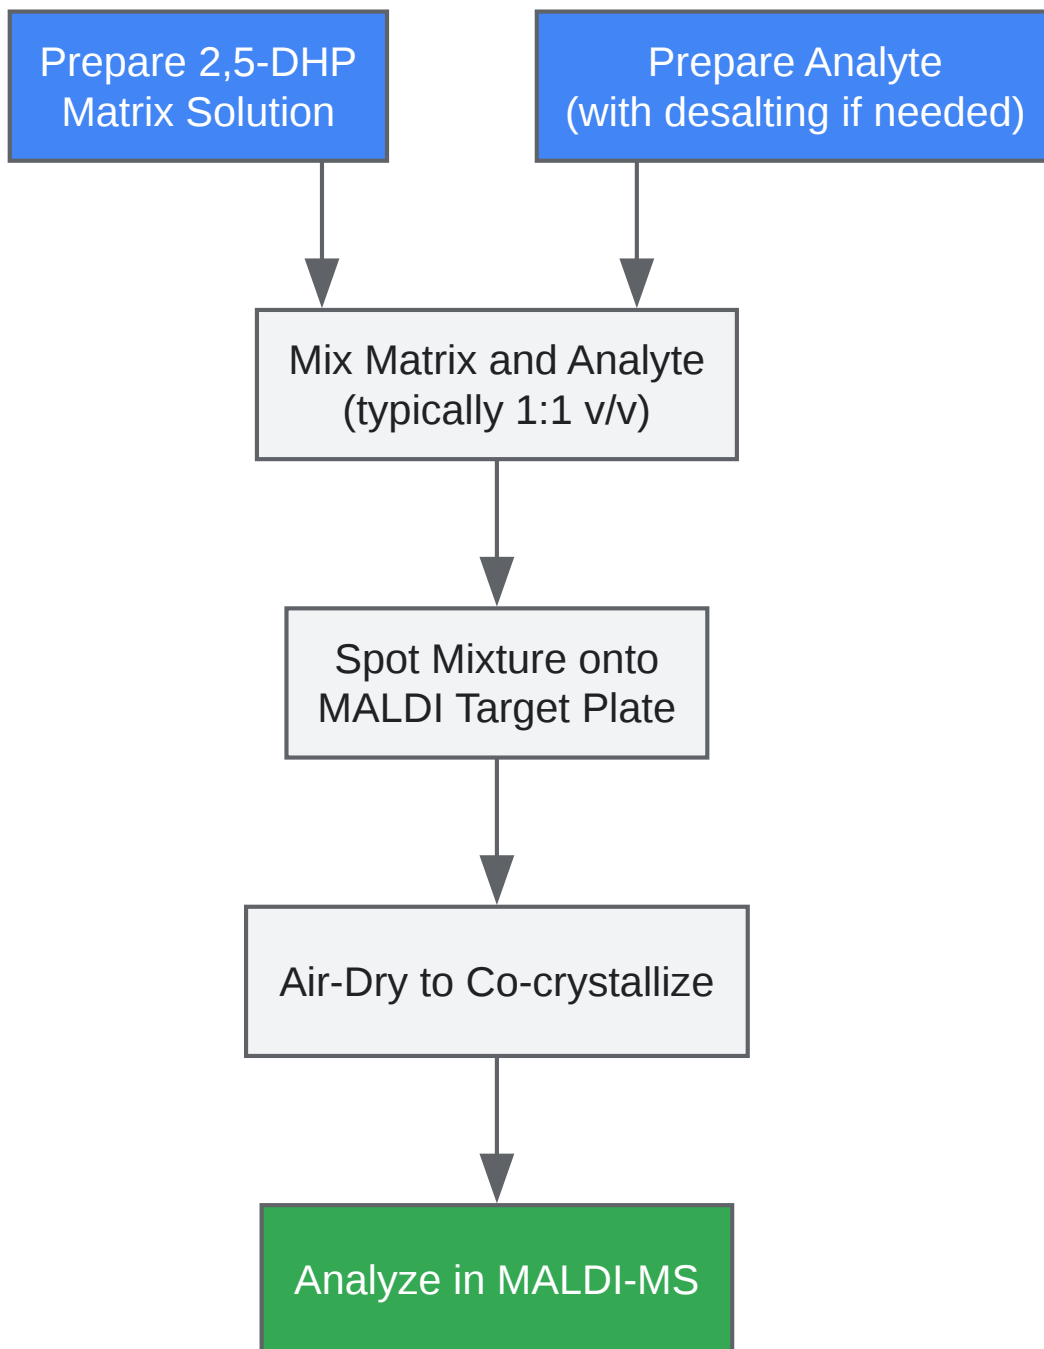 Prepare 2,5-DHP
Matrix Solution
Prepare Analyte
(with desalting if needed)
Mix Matrix and Analyte
(typically 1:1 v/v)
Spot Mixture onto
MALDI Target Plate
Air-Dry to Co-crystallize
Analyze in MALDI-MS